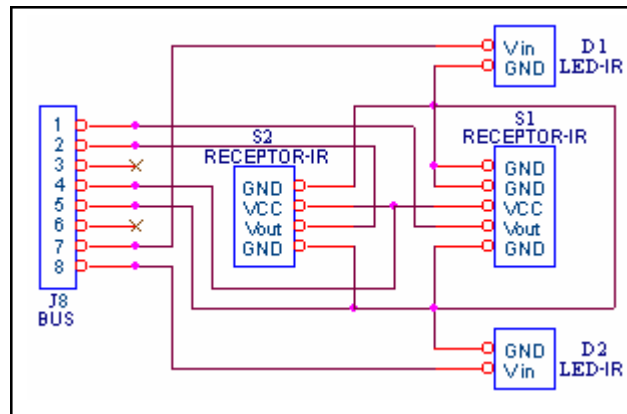 Vin
GND
D1
LED-IR
1
2
3
4
5
6
7
8
J8
BUS
S2
RECEPTOR-IR
GND
VCC
Vout
GND
S1
RECEPTOR-IR
GND
GND
VCC
Vout
GND
GND
Vin
D2
LED-IR